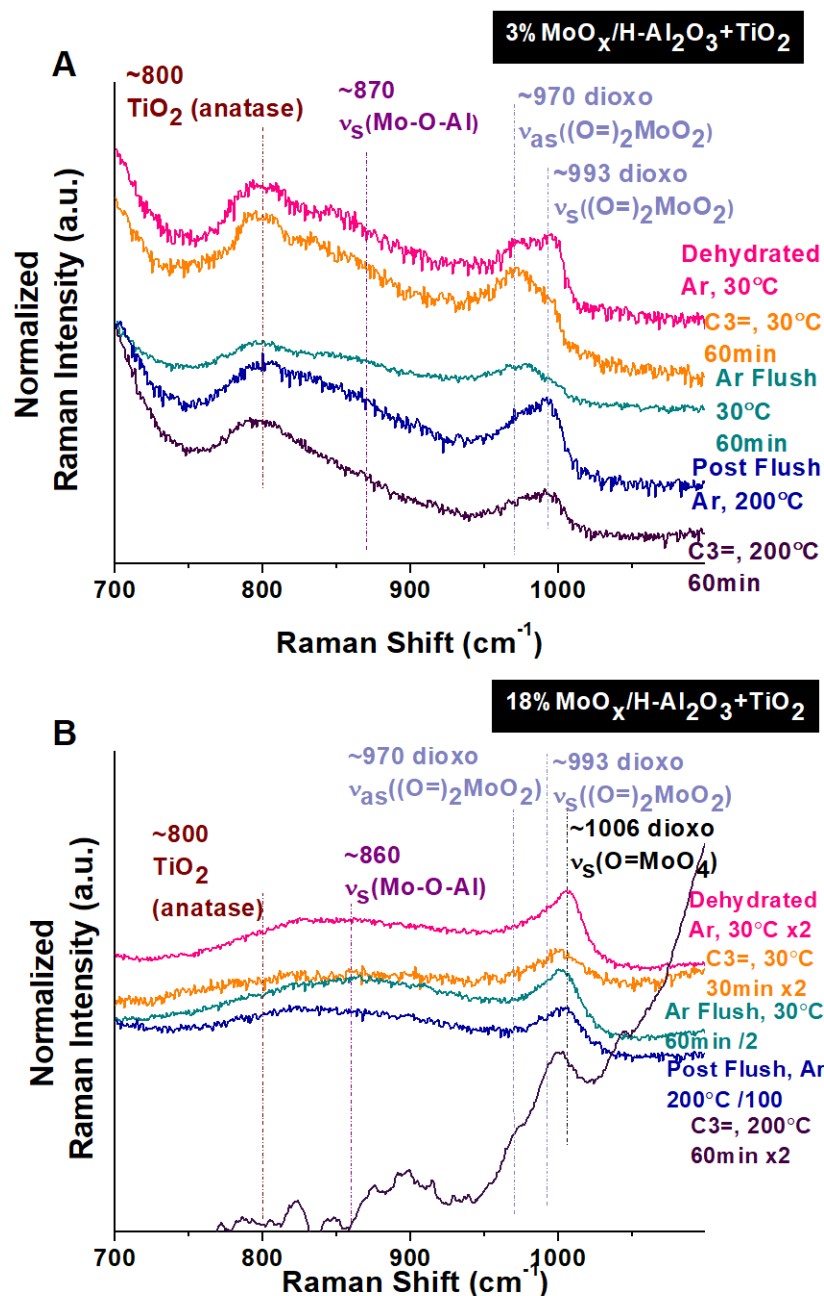 3% MoOₓ/H-Al₂O₃+TiO₂
A
~800
TiO₂ (anatase)
~870
νₛ(Mo-O-Al)
~970 dioxo
νₐₛ((O=)₂MoO₂)
~993 dioxo
νₛ((O=)₂MoO₂)
Normalized
Raman Intensity (a.u.)
Dehydrated
Ar, 30°C
C3=, 30°C
60min
Ar Flush
30°C
60min
Post Flush
Ar, 200°C
C3=, 200°C
60min
700 800 900 1000
Raman Shift (cm⁻¹)
18% MoOₓ/H-Al₂O₃+TiO₂
B
~970 dioxo
νₐₛ((O=)₂MoO₂)
~993 dioxo
νₛ((O=)₂MoO₂)
~800
TiO₂
(anatase)
~860
νₛ(Mo-O-Al)
~1006 dioxo
νₛ(O=MoO₄)
Normalized
Raman Intensity (a.u.)
Dehydrated
Ar, 30°C x2
C3=, 30°C
30min x2
Ar Flush, 30°C
60min /2
Post Flush, Ar
200°C /100
C3=, 200°C
60min x2
700 800 900 1000
Raman Shift (cm⁻¹)